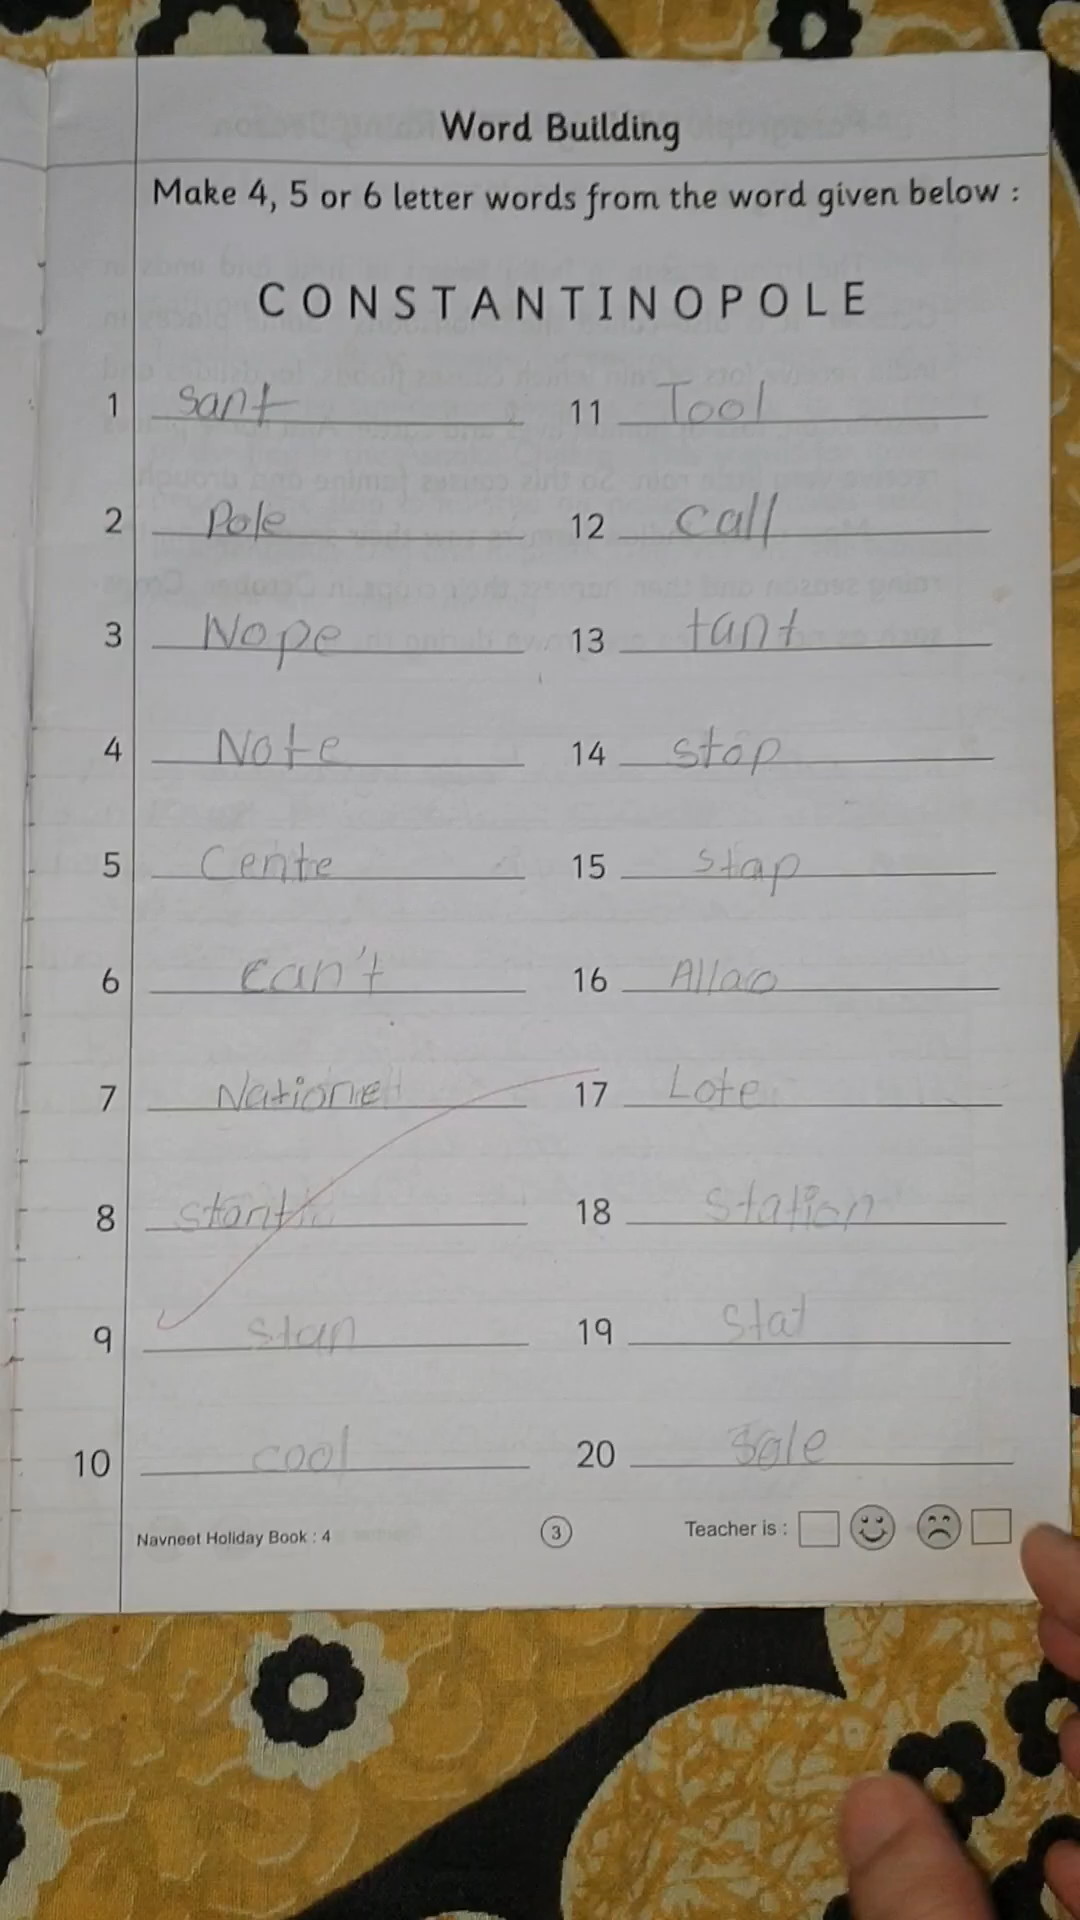 Word Building
Make 4, 5 or 6 letter words from the word given below :
CONSTANTINOPOLE
1 Sant
2 Pole
3 Nope
4 Note
5 Cente
6 can't
7
8
9 stan
10 cool
11 Tool
12 call
13 tant
14 stop
15 stap
16 Allao
17 Lote
18 station
19 stat
20 Sole
Navneet Holiday Book : 4
3
Teacher is :